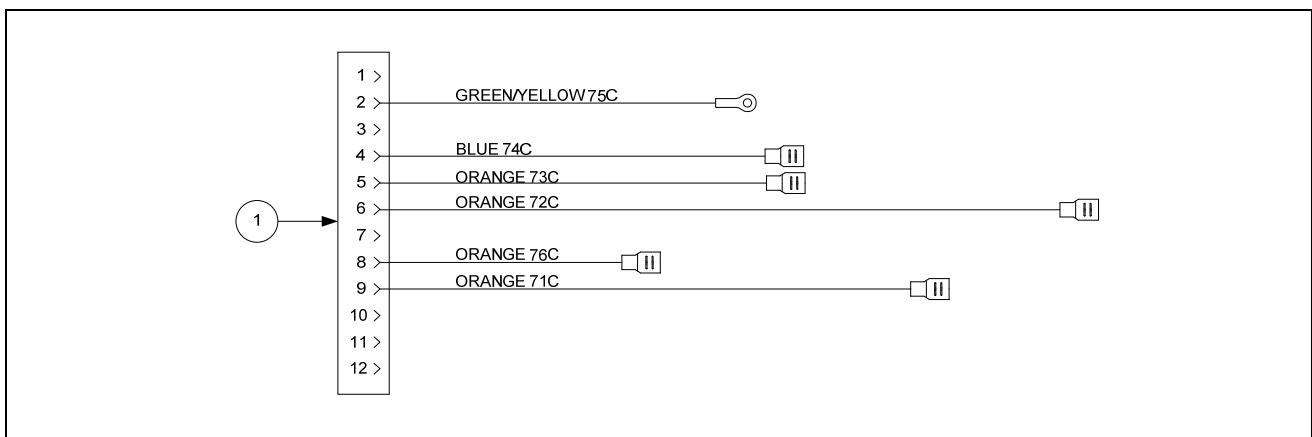 1
2 GREEN/YELLOW 75C
3
4 BLUE 74C
5 ORANGE 73C
6 ORANGE 72C
1
7
8 ORANGE 76C
9 ORANGE 71C
10
11
12